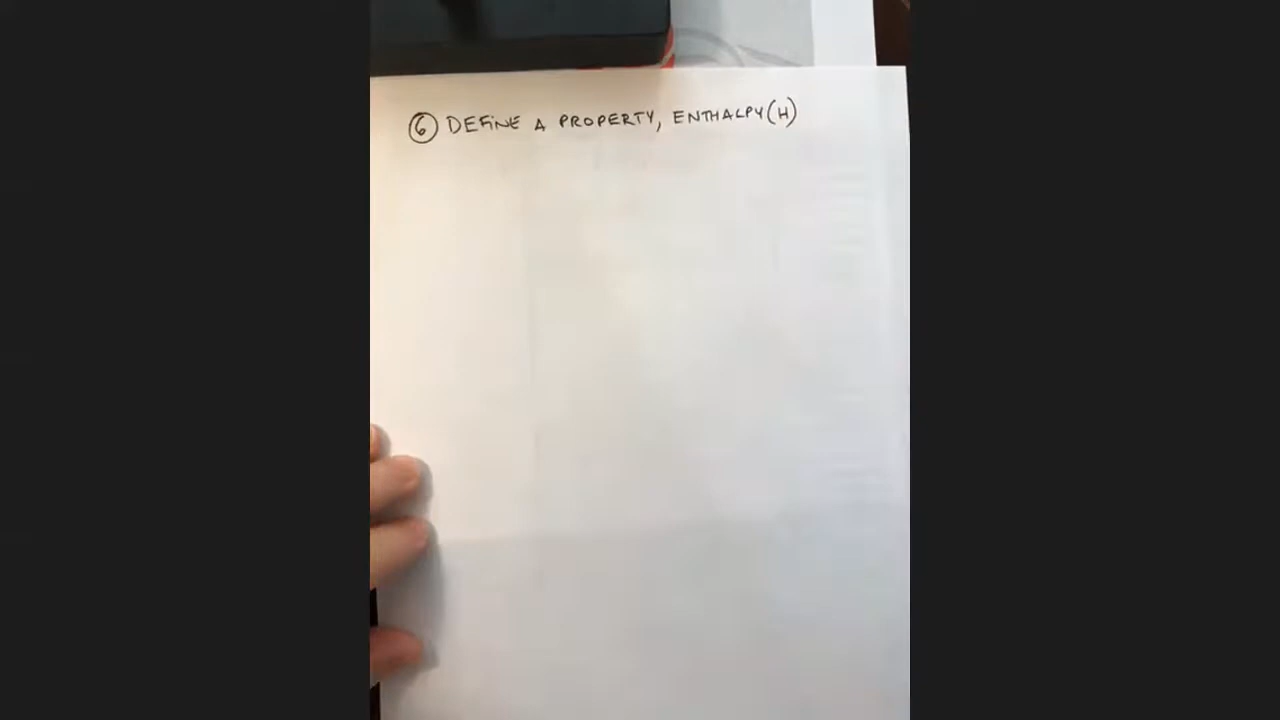 ⑥ DEFINE A PROPERTY, ENTHALPY(H)